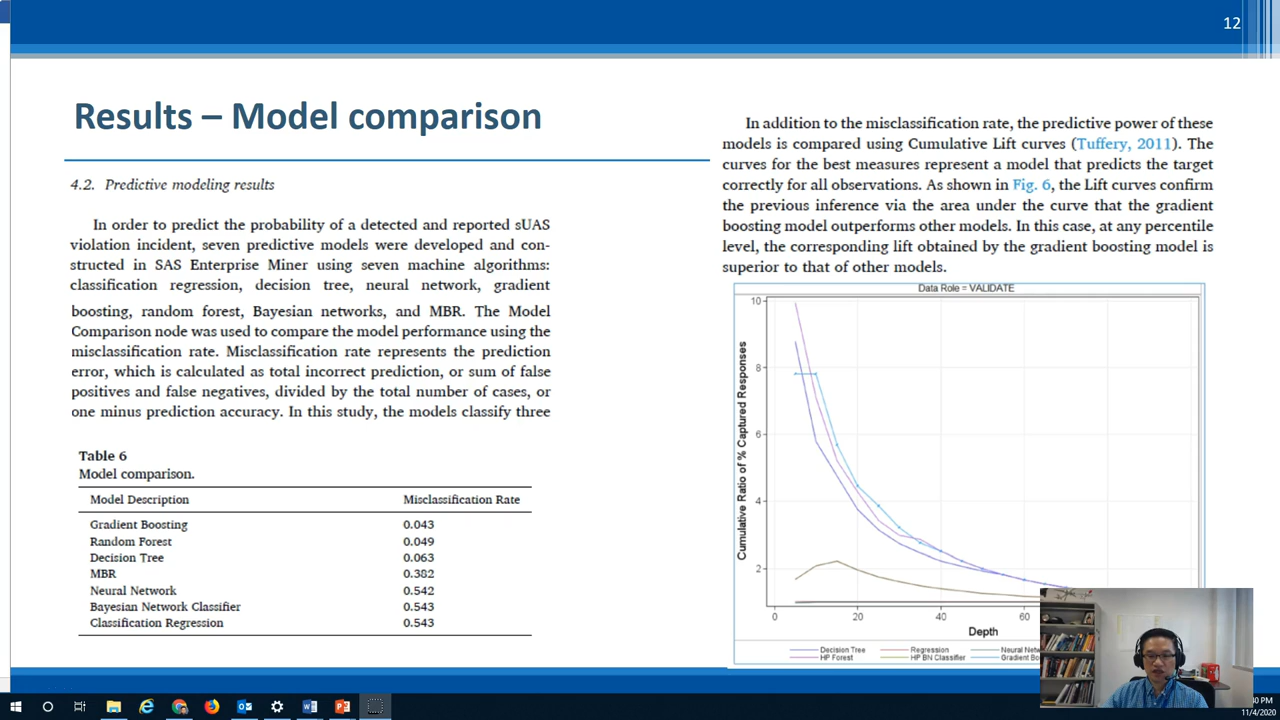 12
Results – Model comparison
4.2. Predictive modeling results
In order to predict the probability of a detected and reported sUAS
violation incident, seven predictive models were developed and con-
structed in SAS Enterprise Miner using seven machine algorithms:
classification regression, decision tree, neural network, gradient
boosting, random forest, Bayesian networks, and MBR. The Model
Comparison node was used to compare the model performance using the
misclassification rate. Misclassification rate represents the prediction
error, which is calculated as total incorrect prediction, or sum of false
positives and false negatives, divided by the total number of cases, or
one minus prediction accuracy. In this study, the models classify three
Table 6
Model comparison.
Model Description Misclassification Rate
Gradient Boosting 0.043
Random Forest 0.049
Decision Tree 0.063
MBR 0.382
Neural Network 0.542
Bayesian Network Classifier 0.543
Classification Regression 0.543
In addition to the misclassification rate, the predictive power of these
models is compared using Cumulative Lift curves (Tuffery, 2011). The
curves for the best measures represent a model that predicts the target
correctly for all observations. As shown in Fig. 6, the Lift curves confirm
the previous inference via the area under the curve that the gradient
boosting model outperforms other models. In this case, at any percentile
level, the corresponding lift obtained by the gradient boosting model is
superior to that of other models.
Data Role = VALIDATE
Cumulative Ratio of % Captured Responses
10
8
6
4
2
0 20 40 60
Depth
Decision Tree Regression
HP Forest HP BN Classifier
11/4/2020